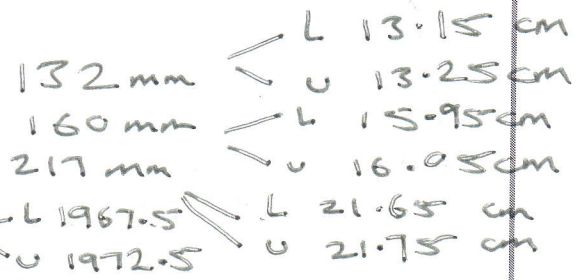 L 13.15 cm
132 mm
U 13.25 cm
160 mm L 15.95 cm
217 mm U 16.05 cm
L 1967.5 L 21.65 cm
U 1972.5 U 21.75 cm